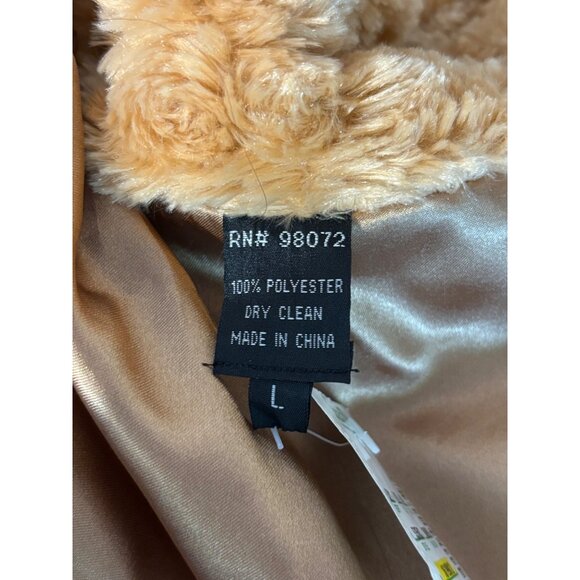 RN# 98072
100% POLYESTER
DRY CLEAN
MADE IN CHINA
L